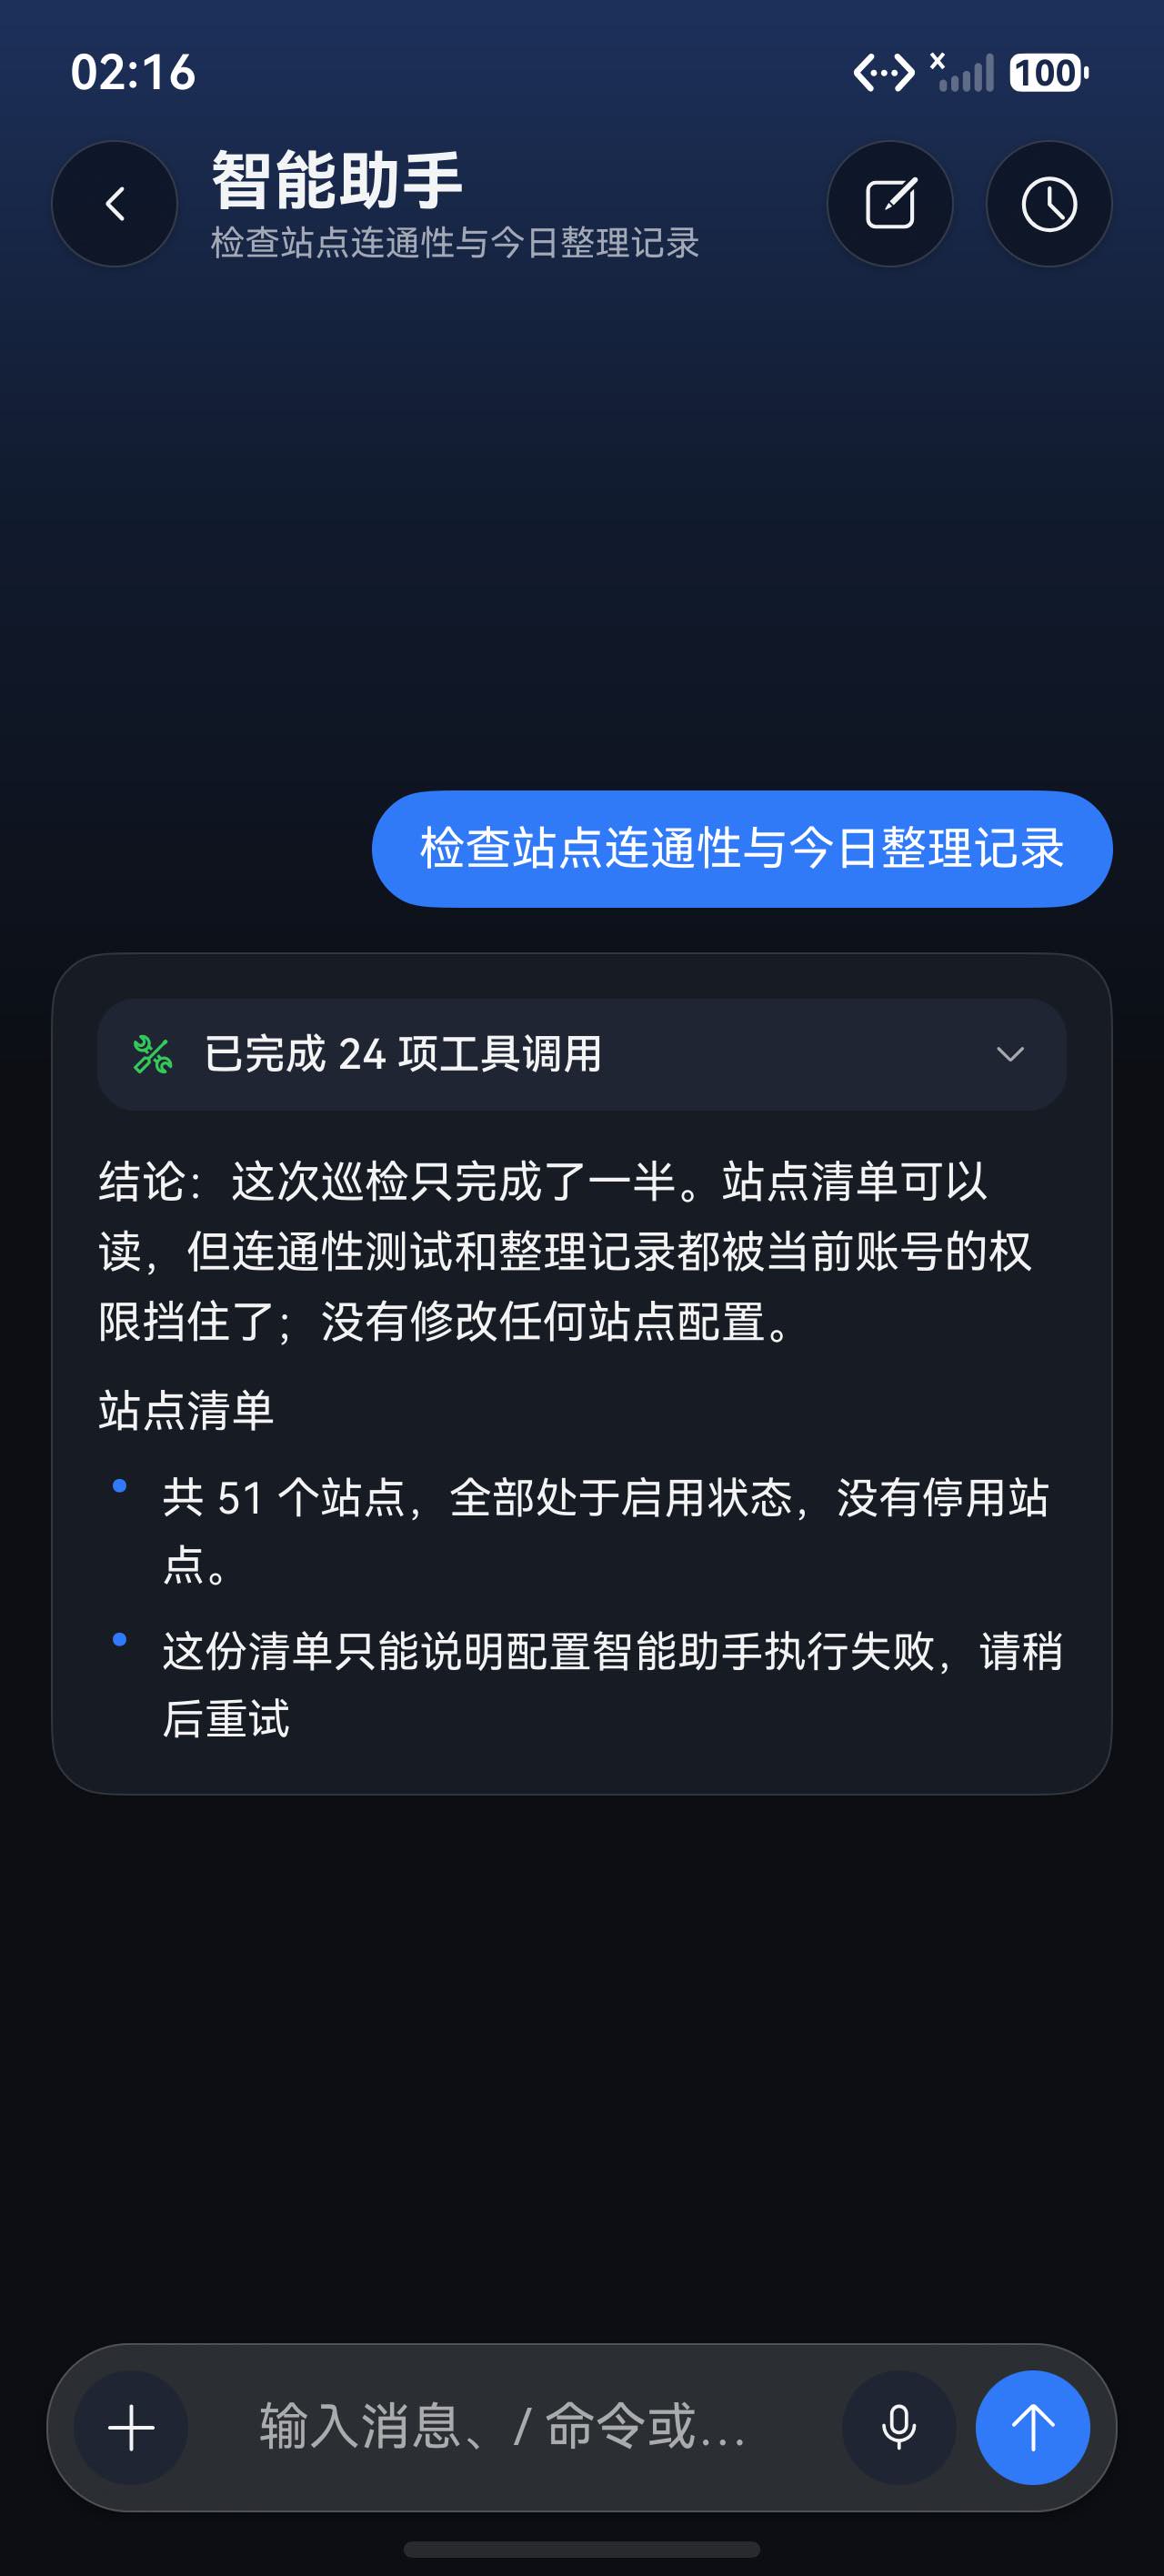 02:16
100
智能助手
检查站点连通性与今日整理记录
检查站点连通性与今日整理记录
已完成 24 项工具调用
结论：这次巡检只完成了一半。站点清单可以
读，但连通性测试和整理记录都被当前账号的权
限挡住了；没有修改任何站点配置。
站点清单
共 51 个站点，全部处于启用状态，没有停用站
点。
这份清单只能说明配置智能助手执行失败，请稍
后重试
输入消息、/ 命令或...